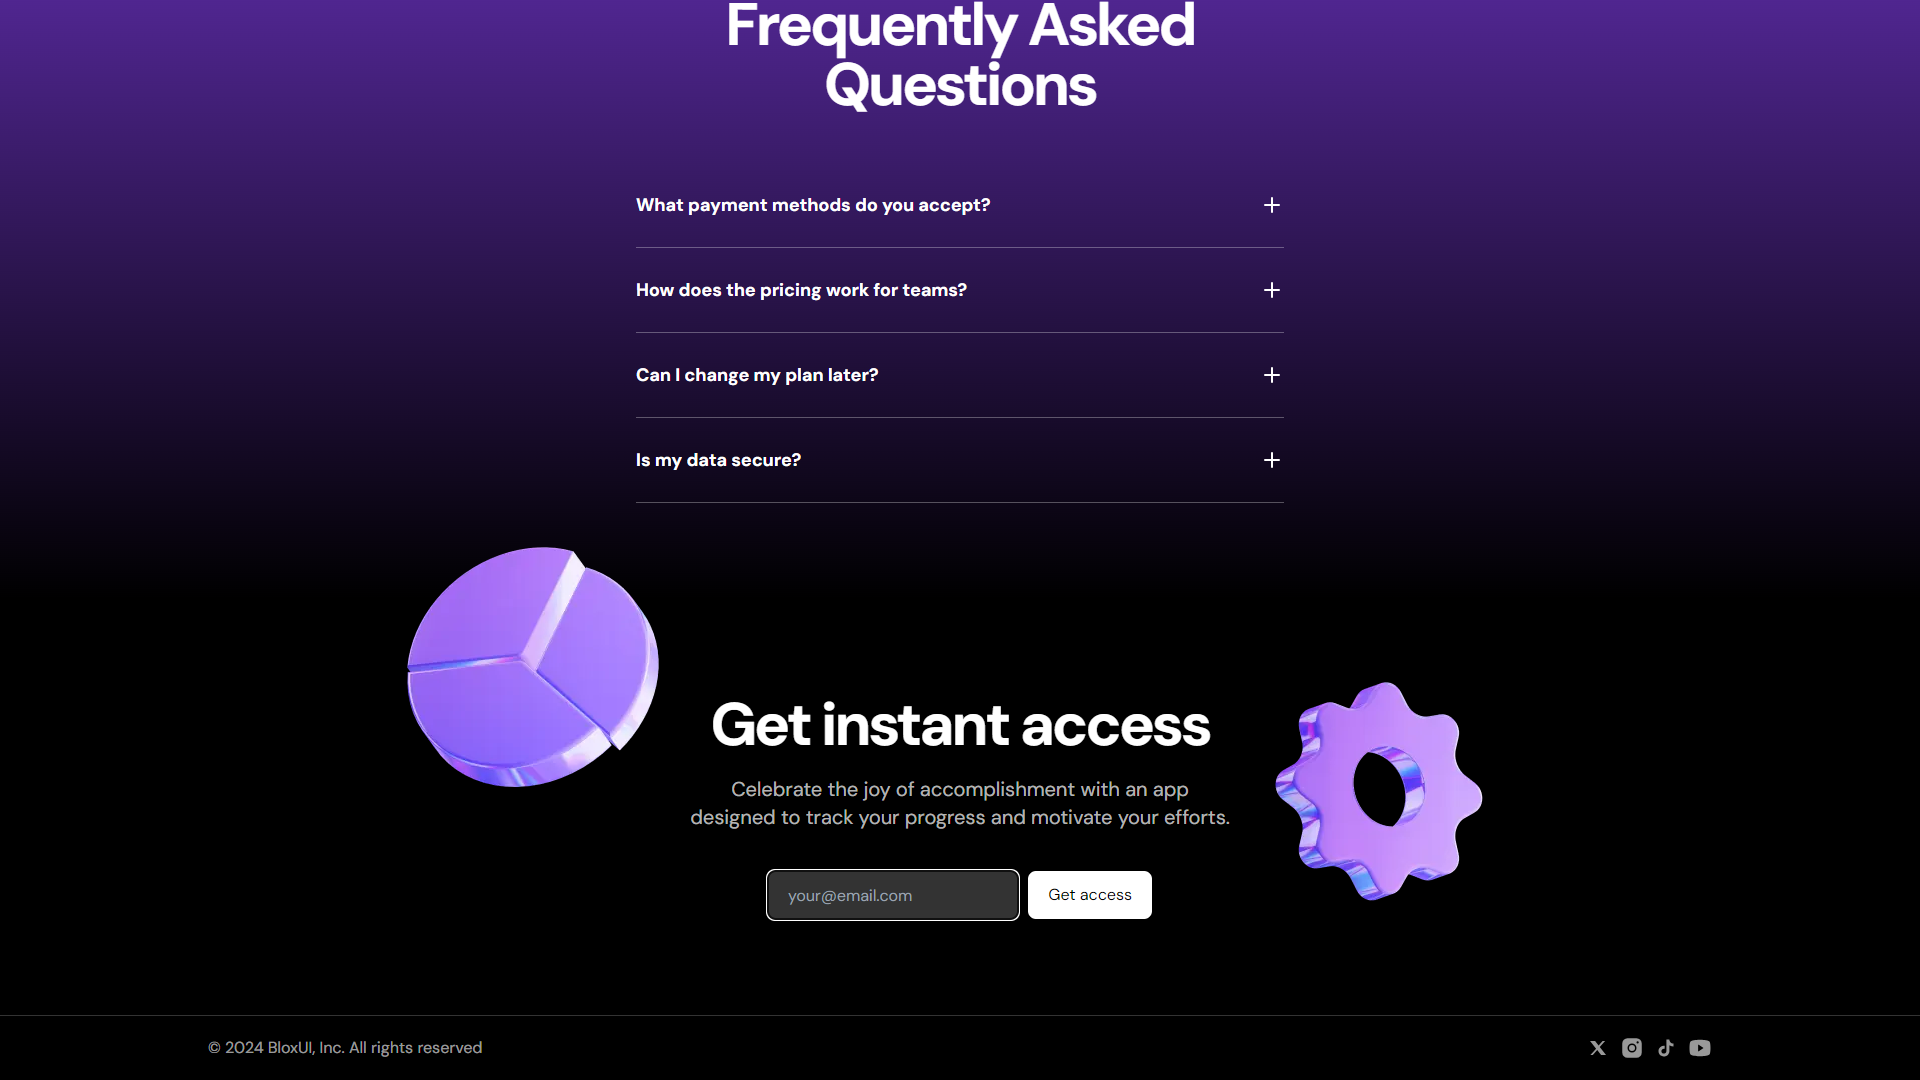 Frequently Asked
Questions
What payment methods do you accept?
How does the pricing work for teams?
Can I change my plan later?
Is my data secure?
Get instant access
Celebrate the joy of accomplishment with an app
designed to track your progress and motivate your efforts.
your@email.com
Get access
© 2024 BloxUI, Inc. All rights reserved